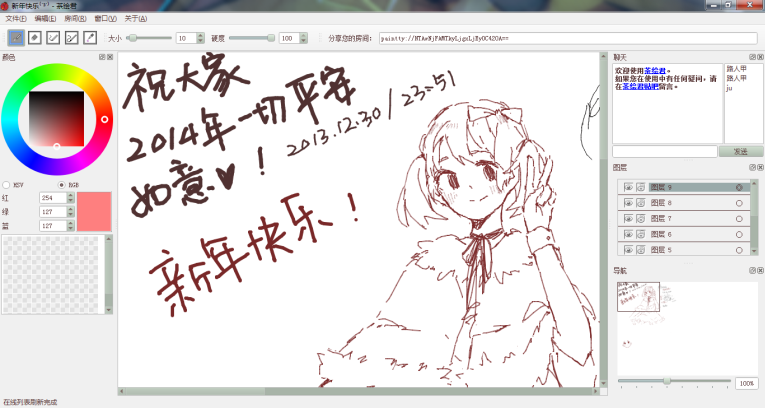 新年快乐[°x°] - 茶绘君
文件(F) 编辑(E) 房间(R) 窗口(V) 关于(A)
大小 10 硬度 100 分享您的房间:
颜色
HSV RGB
红 254
绿 127
蓝 127
祝大家
2014年一切平安
如意♥!
2013.12.30/23:51
新年快乐!
聊天
欢迎使用茶绘君。
如果您在使用中有任何疑问,请
在茶绘君贴吧留言。
路人甲
路人甲
ju
发送
图层
图层 9
图层 8
图层 7
图层 6
图层 5
导航
100%
在线列表刷新完成